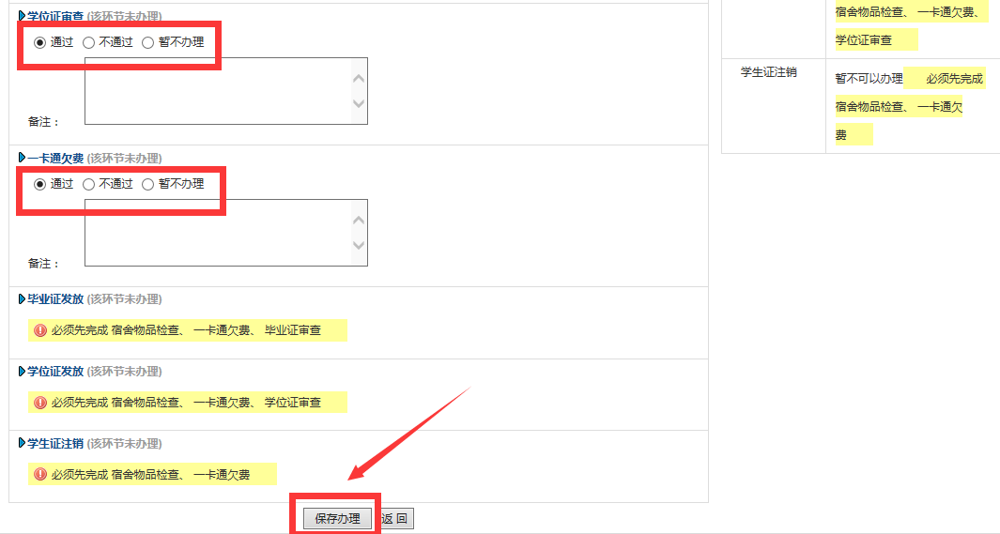 学位证审查 (该环节未办理)
通过 不通过 暂不办理
备注：
一卡通欠费 (该环节未办理)
通过 不通过 暂不办理
备注：
毕业证发放 (该环节未办理)
必须先完成 宿舍物品检查、 一卡通欠费、 毕业证审查
学位证发放 (该环节未办理)
必须先完成 宿舍物品检查、 一卡通欠费、 学位证审查
学生证注销 (该环节未办理)
必须先完成 宿舍物品检查、 一卡通欠费
保存办理 返 回
宿舍物品检查、 一卡通欠费、
学位证审查
学生证注销
暂不可以办理 必须先完成
宿舍物品检查、 一卡通欠
费